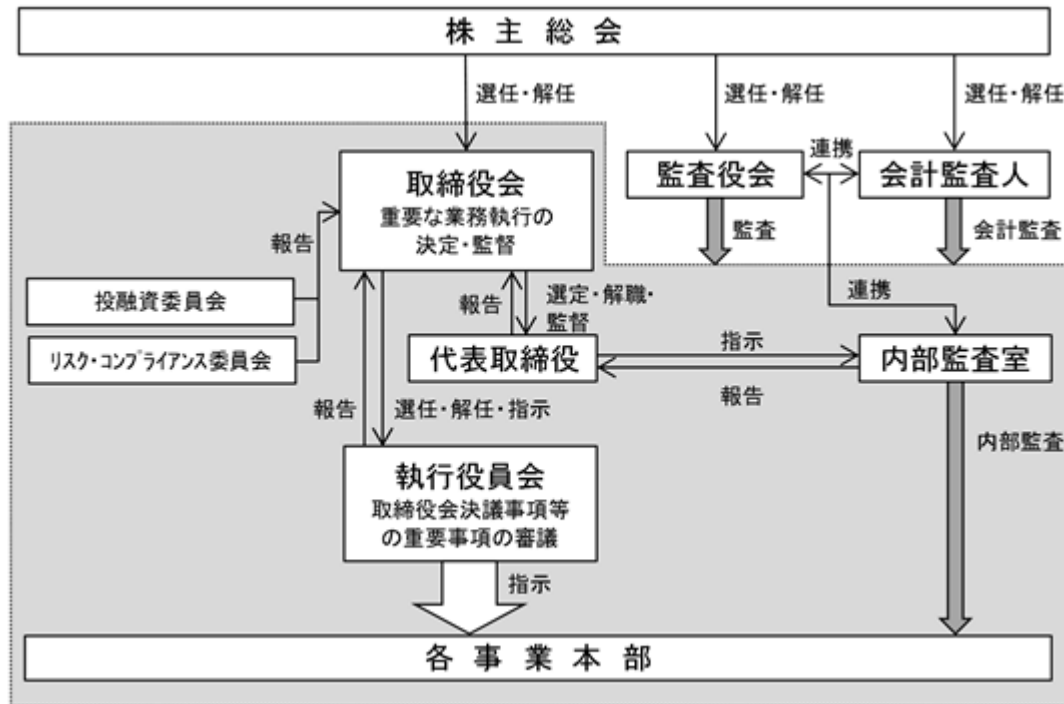 株主総会
選任・解任
選任・解任
選任・解任
取締役会
重要な業務執行の
決定・監督
監査役会
連携
会計監査人
報告
監査
会計監査
投融資委員会
リスク・コンプライアンス委員会
報告
選定・解職・
監督
連携
代表取締役
指示
報告
内部監査室
報告
選任・解任・指示
内部監査
執行役員会
取締役会決議事項等
の重要事項の審議
指示
各事業本部